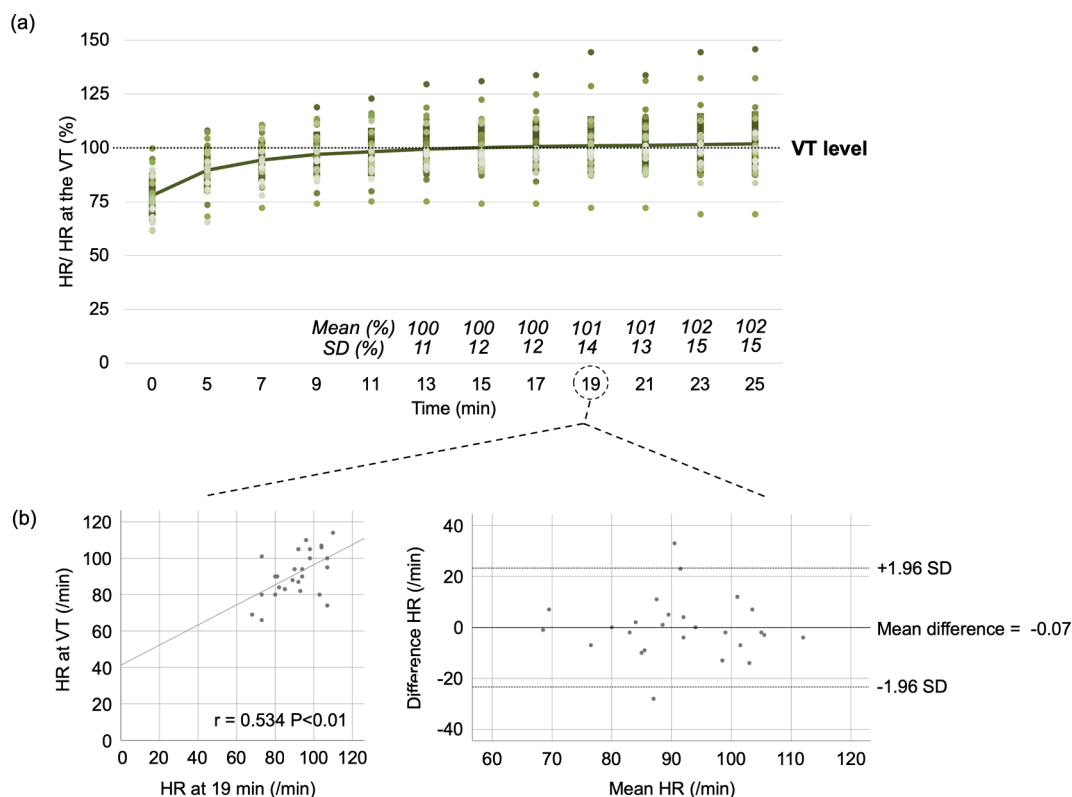 (a)
150
125
100
75
50
25
0
HR/ HR at the VT (%)
VT level
Mean (%) 100 100 100 101 101 102 102
SD (%) 11 12 12 14 13 15 15
0 5 7 9 11 13 15 17 19 21 23 25
Time (min)
(b)
120
100
80
60
40
20
0
HR at VT (/min)
r = 0.534 P<0.01
0 20 40 60 80 100 120
HR at 19 min (/min)
40
20
0
-20
-40
Difference HR (/min)
+1.96 SD
Mean difference = -0.07
-1.96 SD
60 70 80 90 100 110 120
Mean HR (/min)